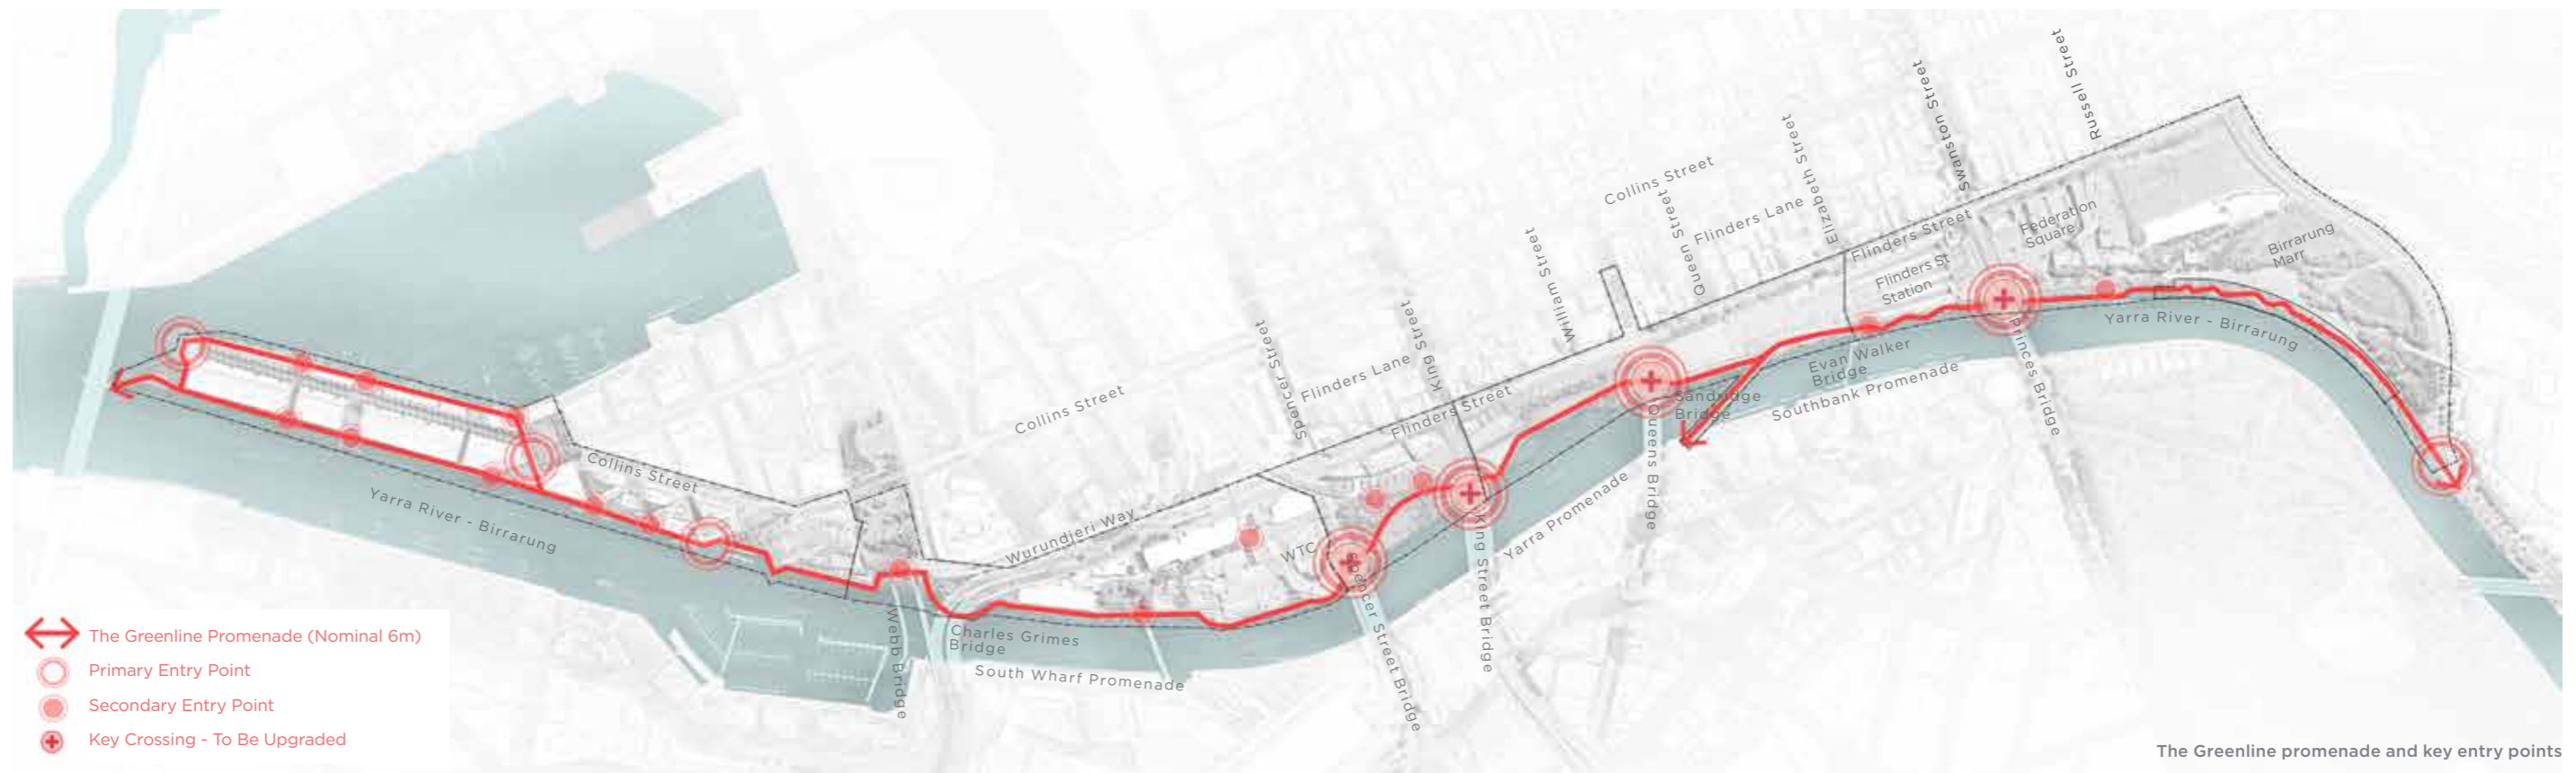 Russell Street
Swanston Street
Elizabeth Street
Collins Street
Queen Street
Flinders Lane
Flinders Street
Federation
Square
Birrarung
Marr
Flinders St
Station
William Street
King Street
Spencer Street
Flinders Lane
Flinders Street
Collins Street
Yarra River - Birrarung
Princes Bridge
Evan Walker
Bridge
Southbank Promenade
Sandridge
Bridge
Queens Bridge
Yarra Promenade
King Street Bridge
WTC
Spencer Street Bridge
Wurundjeri Way
Collins Street
Yarra River - Birrarung
Webb Bridge
Charles Grimes
Bridge
South Wharf Promenade
The Greenline Promenade (Nominal 6m)
Primary Entry Point
Secondary Entry Point
Key Crossing - To Be Upgraded
The Greenline promenade and key entry points